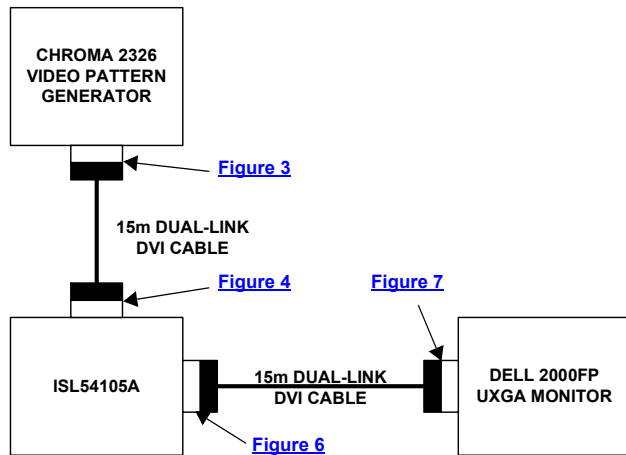 CHROMA 2326
VIDEO PATTERN
GENERATOR
Figure 3
15m DUAL-LINK
DVI CABLE
Figure 4
Figure 7
ISL54105A
15m DUAL-LINK
DVI CABLE
DELL 2000FP
UXGA MONITOR
Figure 6